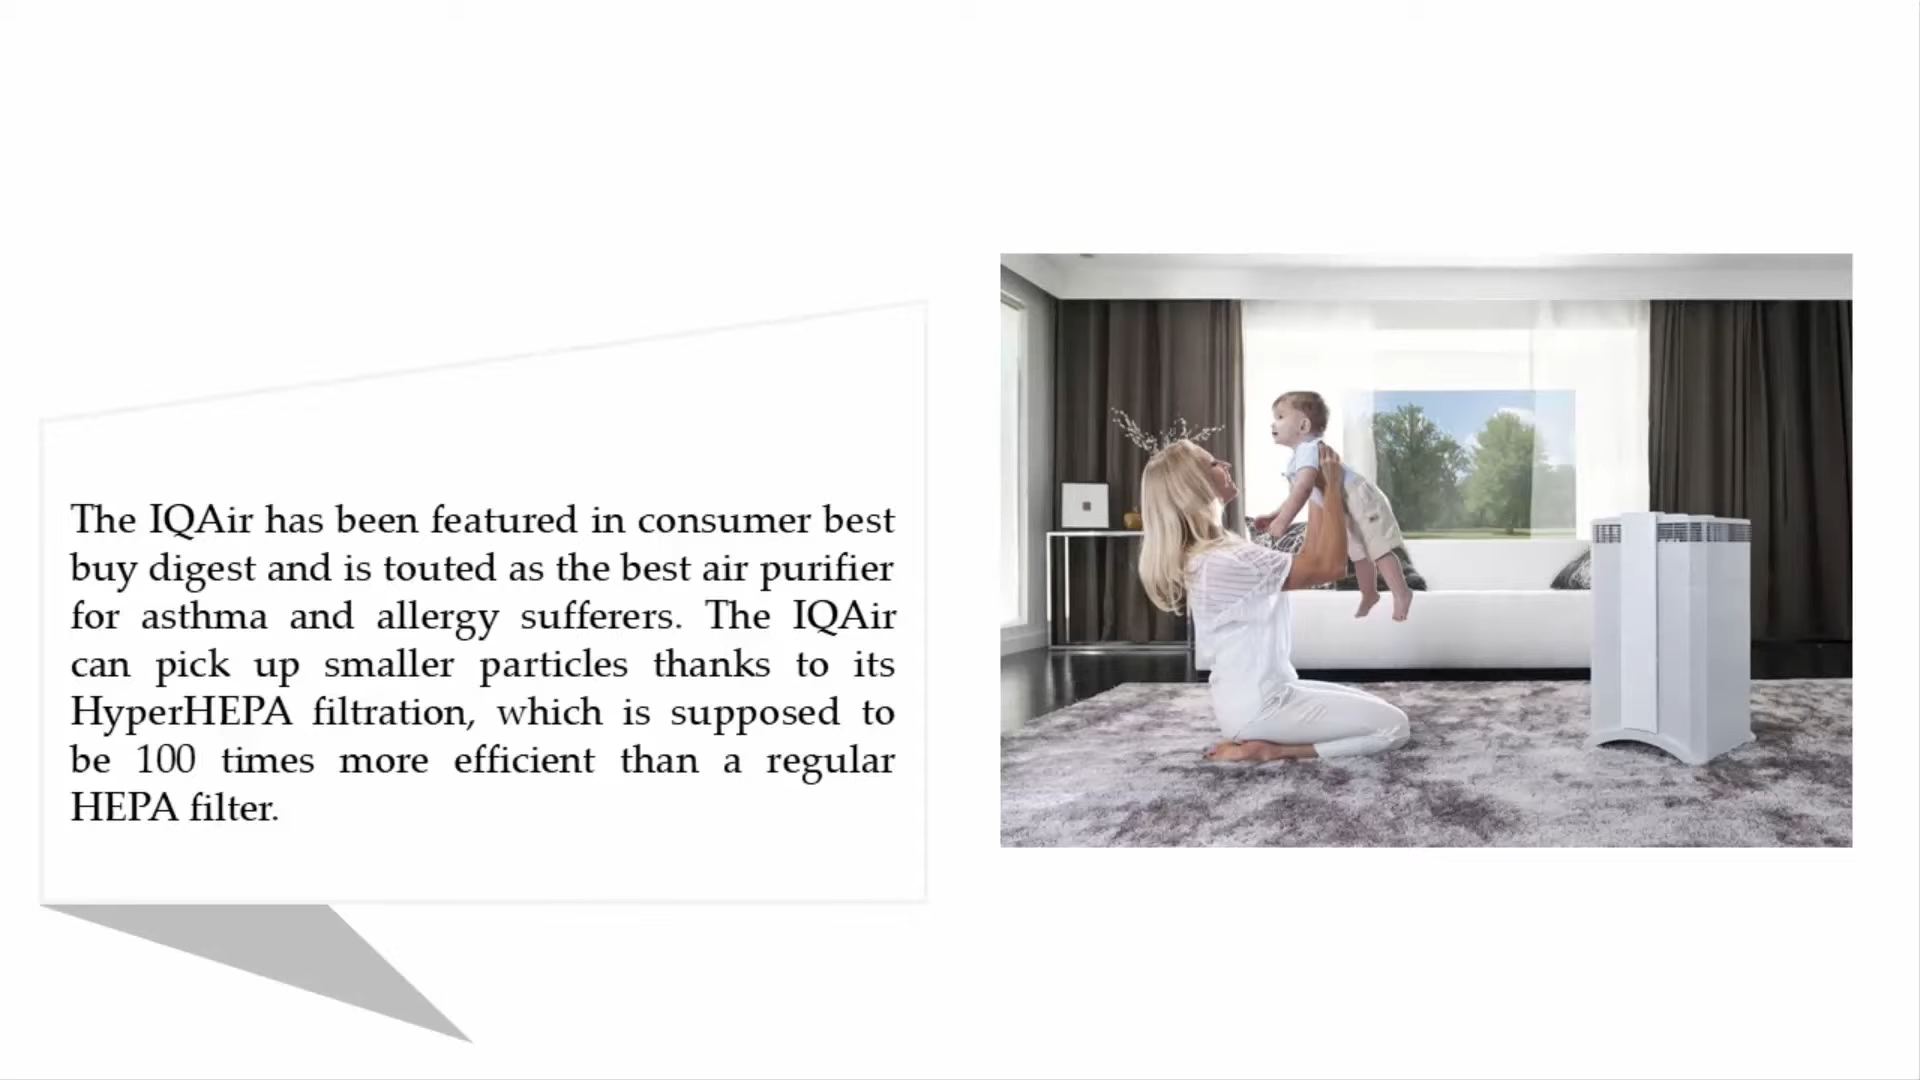 The IQAir has been featured in consumer best
buy digest and is touted as the best air purifier
for asthma and allergy sufferers. The IQAir
can pick up smaller particles thanks to its
HyperHEPA filtration, which is supposed to
be 100 times more efficient than a regular
HEPA filter.